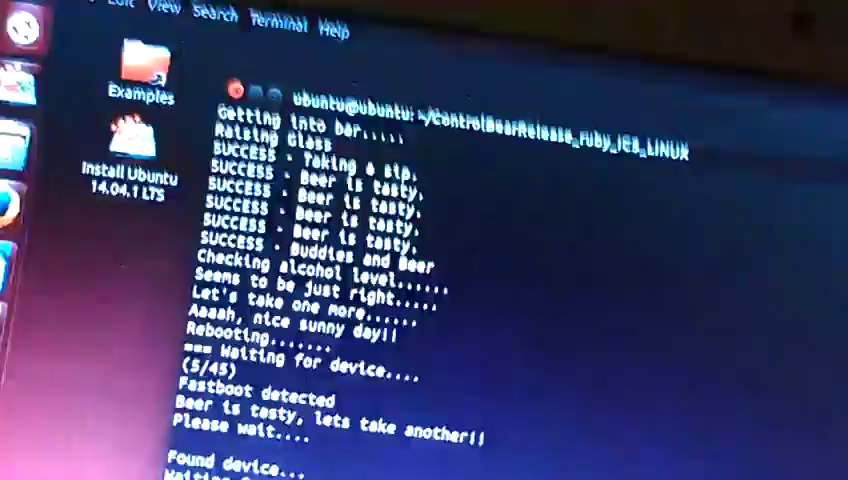 Edit View Search Terminal Help
Examples
Install Ubuntu
14.04.1 LTS
ubuntu@ubuntu: ~/ControlBearRelease_ruby_ICS_LINUX
Getting into bar.....
Raising Glass
SUCCESS - Taking a sip.
SUCCESS - Beer is tasty.
SUCCESS - Beer is tasty.
SUCCESS - Beer is tasty.
SUCCESS - Beer is tasty.
SUCCESS - Buddies and Beer
Checking alcohol level......
Seems to be just right.....
Let's take one more......
Aaaah, nice sunny day!!
Rebooting.......
=== Waiting for device....
(5/45)
Fastboot detected
Beer is tasty, lets take another!!
Please wait....
Found device...